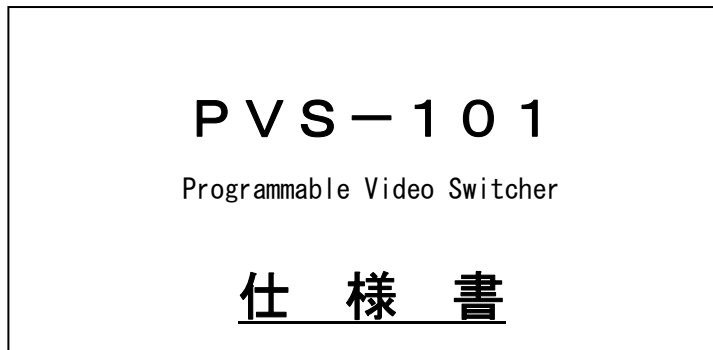 PVS－101
Programmable Video Switcher
仕 様 書